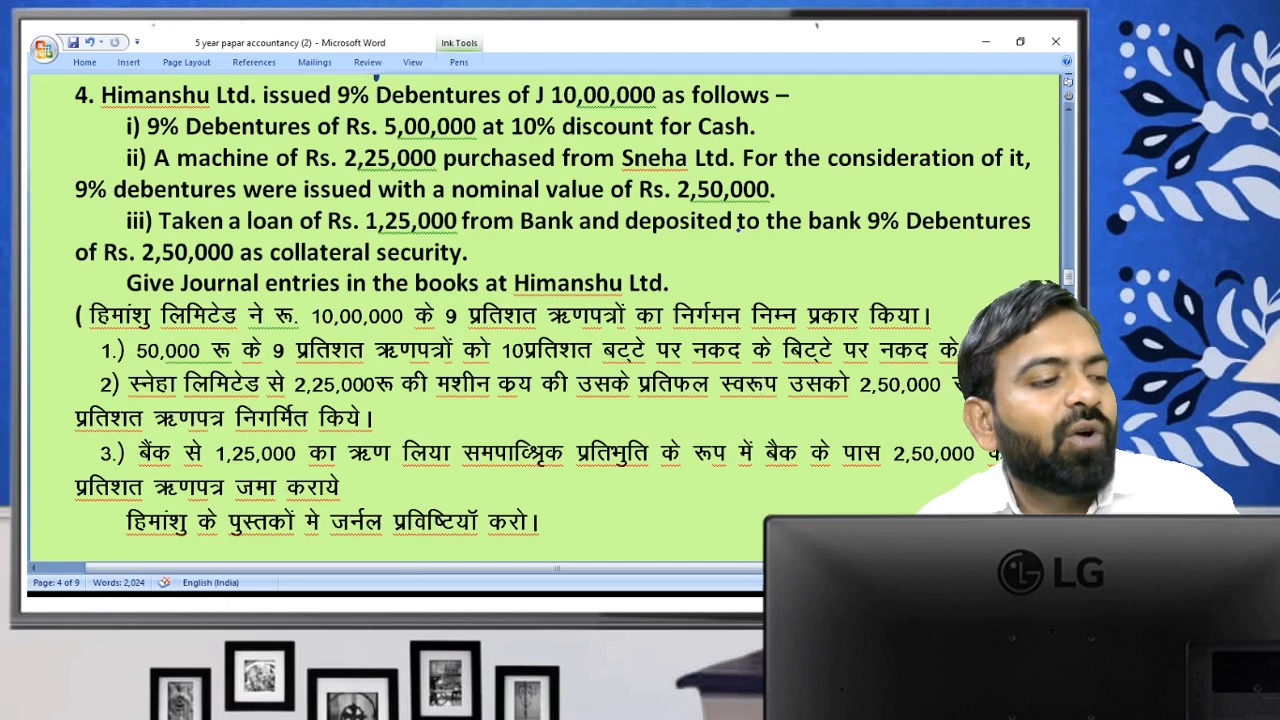 5 year papar accountancy (2) - Microsoft Word
Ink Tools
Home Insert Page Layout References Mailings Review View Pens
4. Himanshu Ltd. issued 9% Debentures of J 10,00,000 as follows –
i) 9% Debentures of Rs. 5,00,000 at 10% discount for Cash.
ii) A machine of Rs. 2,25,000 purchased from Sneha Ltd. For the consideration of it,
9% debentures were issued with a nominal value of Rs. 2,50,000.
iii) Taken a loan of Rs. 1,25,000 from Bank and deposited to the bank 9% Debentures
of Rs. 2,50,000 as collateral security.
Give Journal entries in the books at Himanshu Ltd.
( हिमांशु लिमिटेड ने रू. 10,00,000 के 9 प्रतिशत ऋणपत्रों का निर्गमन निम्न प्रकार किया।
1.) 50,000 रू के 9 प्रतिशत ऋणपत्रों को 10प्रतिशत बट्टे पर नकद के बिट्टे पर नकद के
2) स्नेहा लिमिटेड से 2,25,000रू की मशीन क्रय की उसके प्रतिफल स्वरूप उसको 2,50,000
प्रतिशत ऋणपत्र निगर्मित किये।
3.) बैंक से 1,25,000 का ऋण लिया समपाव्श्रिृक प्रतिभुति के रूप में बैक के पास 2,50,000
प्रतिशत ऋणपत्र जमा कराये
हिमांशु के पुस्तकों मे जर्नल प्रविष्टियॉ करो।
Page: 4 of 9 Words: 2,024 English (India)
LG